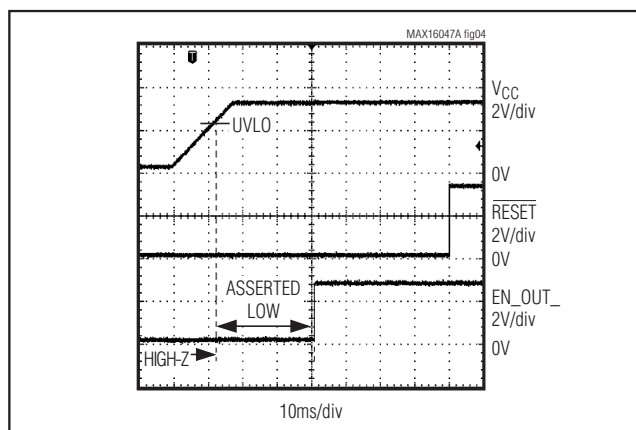 MAX16047A fig04
VCC
2V/div
UVLO
0V
RESET
2V/div
0V
ASSERTED
LOW
EN_OUT_
2V/div
0V
HIGH-Z
10ms/div